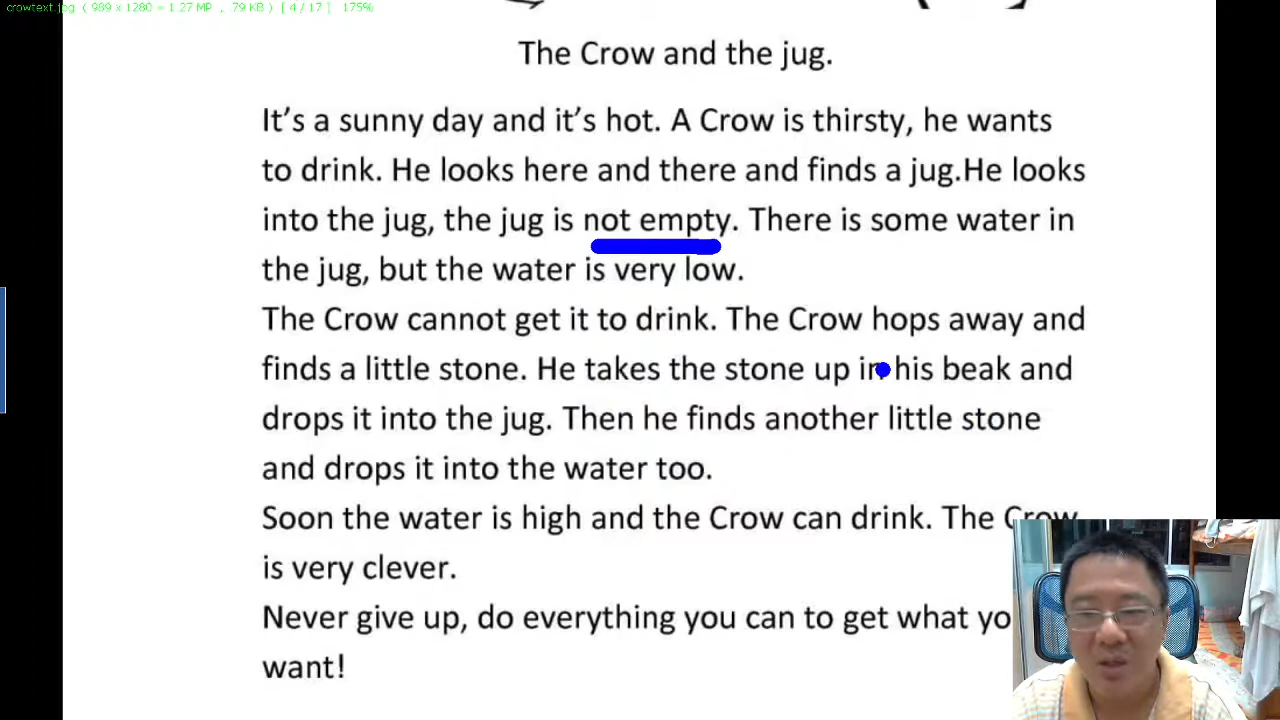 crowtext.jpg ( 989 x 1280 = 1.27 MP , 79 KB ) [ 4 / 17 ] 175%
The Crow and the jug.
It's a sunny day and it's hot. A Crow is thirsty, he wants
to drink. He looks here and there and finds a jug.He looks
into the jug, the jug is not empty. There is some water in
the jug, but the water is very low.
The Crow cannot get it to drink. The Crow hops away and
finds a little stone. He takes the stone up in his beak and
drops it into the jug. Then he finds another little stone
and drops it into the water too.
Soon the water is high and the Crow can drink. The Crow
is very clever.
Never give up, do everything you can to get what yo
want!